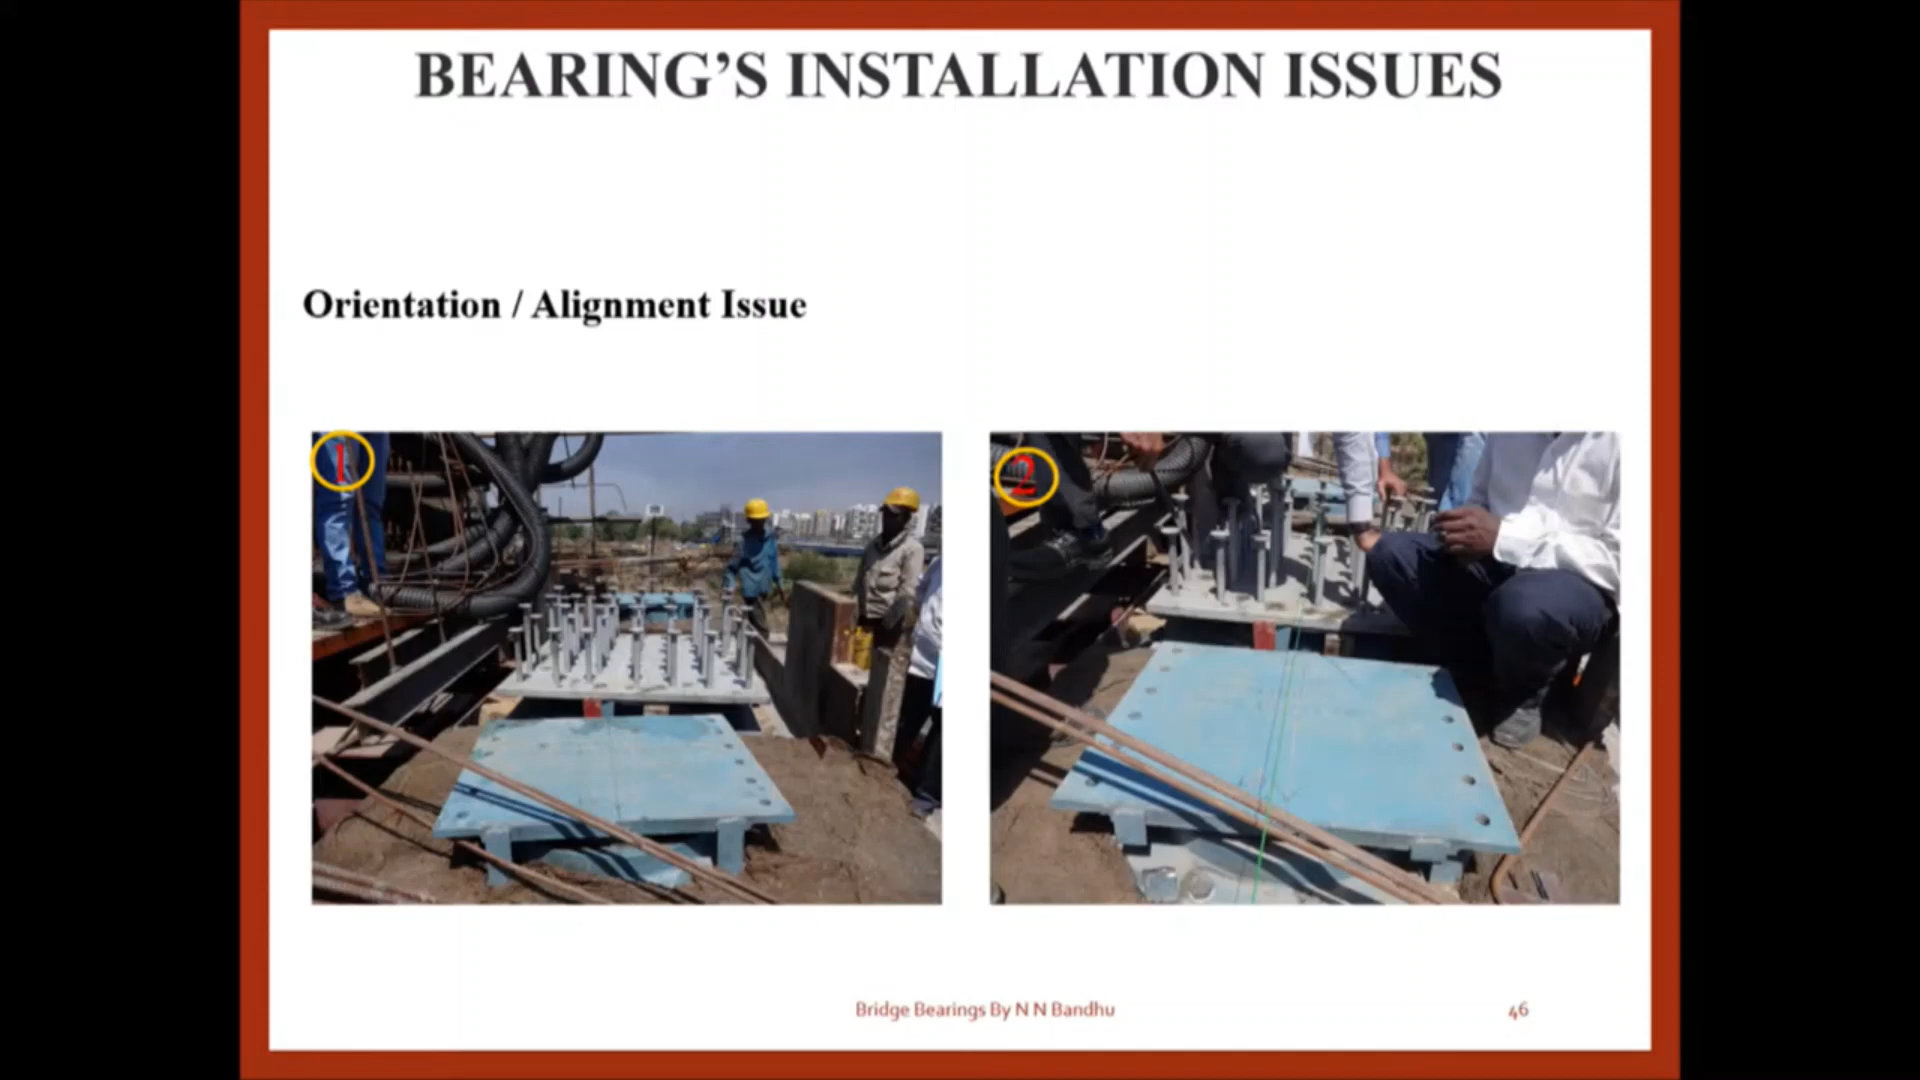 BEARING’S INSTALLATION ISSUES
Orientation / Alignment Issue
1
2
Bridge Bearings By N N Bandhu
46